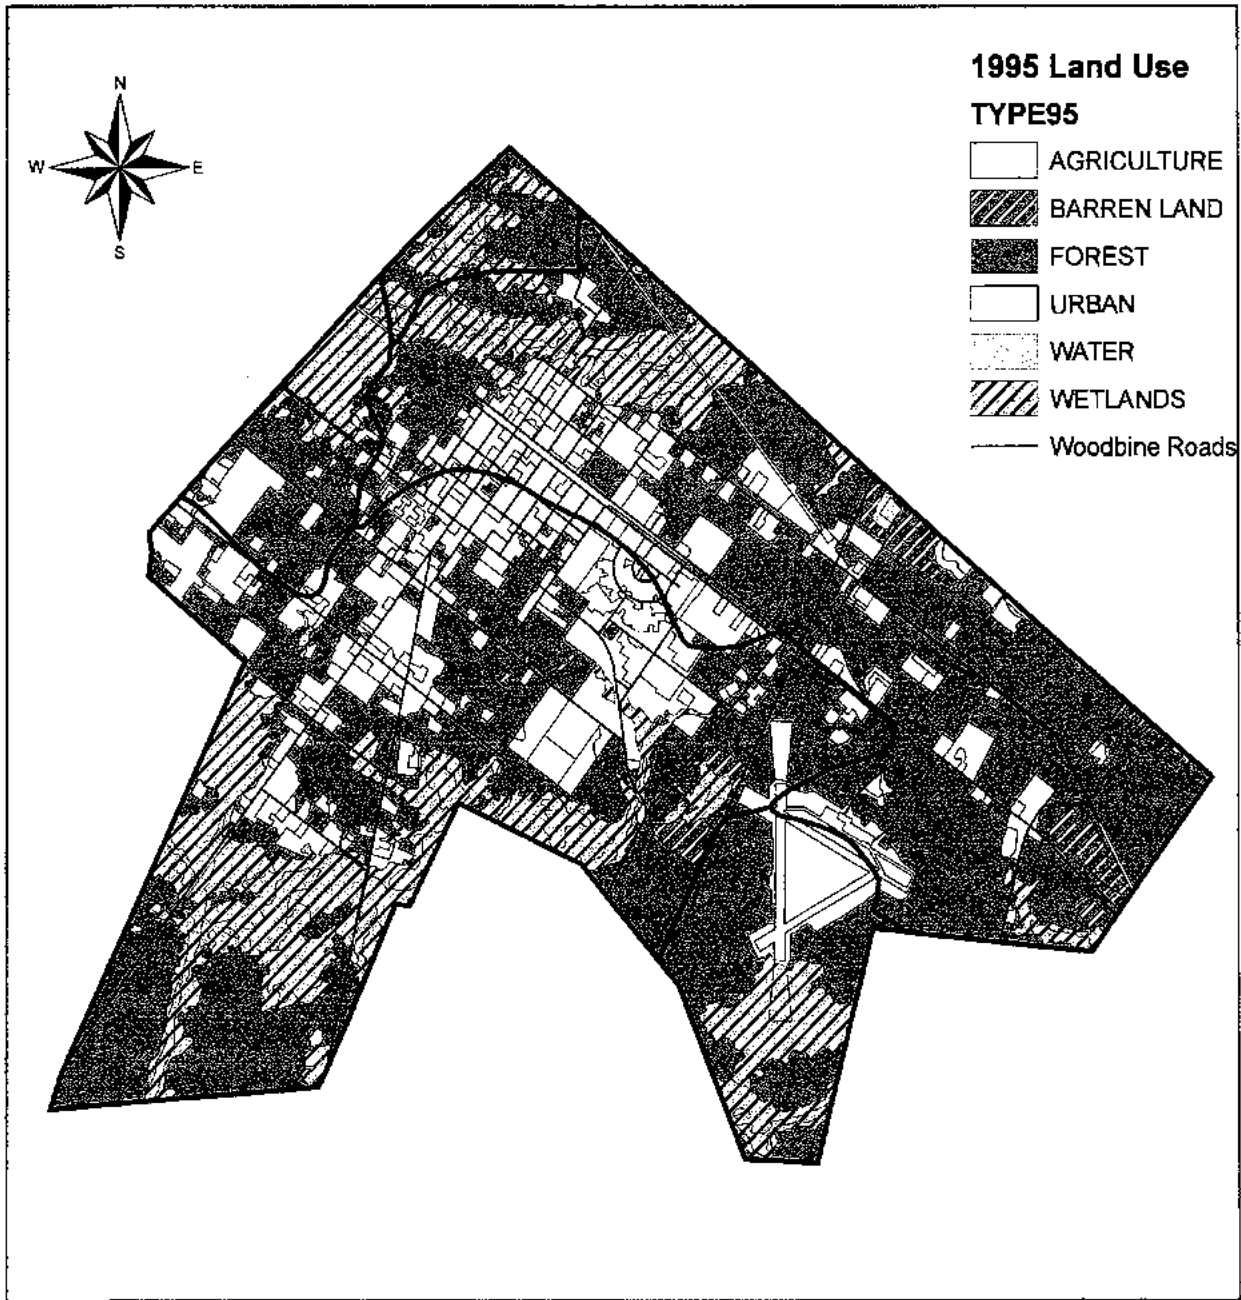 1995 Land Use
TYPE95
N
W E
S
AGRICULTURE
BARREN LAND
FOREST
URBAN
WATER
WETLANDS
Woodbine Roads